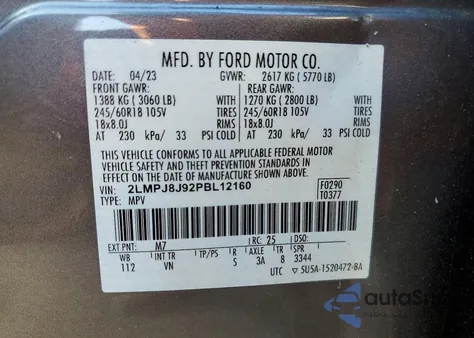 MFD. BY FORD MOTOR CO.
DATE: 04/23 GVWR: 2617 KG ( 5770 LB)
FRONT GAWR: REAR GAWR:
1388 KG ( 3060 LB) WITH 1270 KG ( 2800 LB) WITH
245/60R18 105V TIRES 245/60R18 105V TIRES
18x8.0J RIMS 18x8.0J RIMS
AT 230 kPa/ 33 PSI COLD AT 230 kPa/ 33 PSI COLD
THIS VEHICLE CONFORMS TO ALL APPLICABLE FEDERAL MOTOR
VEHICLE SAFETY AND THEFT PREVENTION STANDARDS IN
EFFECT ON THE DATE OF MANUFACTURE SHOWN ABOVE.
VIN: 2LMPJ8J92PBL12160 F0290
TYPE: MPV T0377
EXT PNT: M7 RC: 25 DSO:
WB INT TR TP/PS R AXLE TR SPR
112 VN S 3A 8 3344
UTC 5U5A-1520472-BA